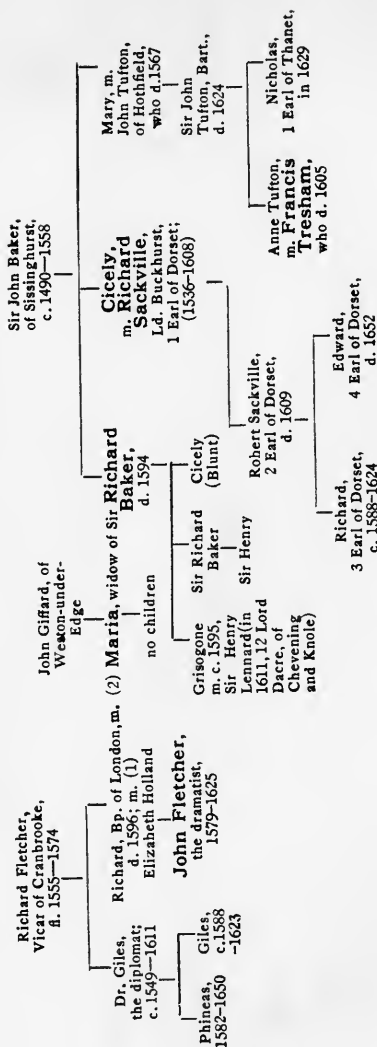 Richard Fletcher,
Vicar of Cranbrooke,
fl. 1555—1574
Dr. Giles,
the diplomat;
c. 1549—1611
Phineas,
1582-1650
Giles,
c.1588
-1623
Richard, Bp. of London, m. (2) Maria, widow of Sir Richard
d. 1596; m. (1)
Elizabeth Holland
John Fletcher,
the dramatist,
1579-1625
John Giffard, of
Weston-under-
Edge
no children
Sir John Baker,
of Sissinghurst,
c. 1490—1558
Baker,
d. 1594
Grisogone
m. c. 1595,
Sir Henry
Lennard (in
1611, 12 Lord
Dacre, of
Chevening
and Knole)
Sir Richard
Baker
Sir Henry
Cicely
(Blunt)
Cicely,
m. Richard
Sackville,
Ld. Buckhurst,
1 Earl of Dorset;
(1536-1608)
Robert Sackville,
2 Earl of Dorset,
d. 1609
Richard,
3 Earl of Dorset,
c. 1588-1624
Edward,
4 Earl of Dorset,
d. 1652
Mary, m.
John Tufton,
of Hothfield,
who d.1567
Sir John
Tufton, Bart.,
d. 1624
Anne Tufton,
m. Francis
Tresham,
who d. 1605
Nicholas,
1 Earl of Thanet,
in 1629